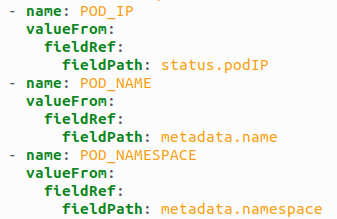 - name: POD_IP
  valueFrom:
    fieldRef:
      fieldPath: status.podIP
- name: POD_NAME
  valueFrom:
    fieldRef:
      fieldPath: metadata.name
- name: POD_NAMESPACE
  valueFrom:
    fieldRef:
      fieldPath: metadata.namespace